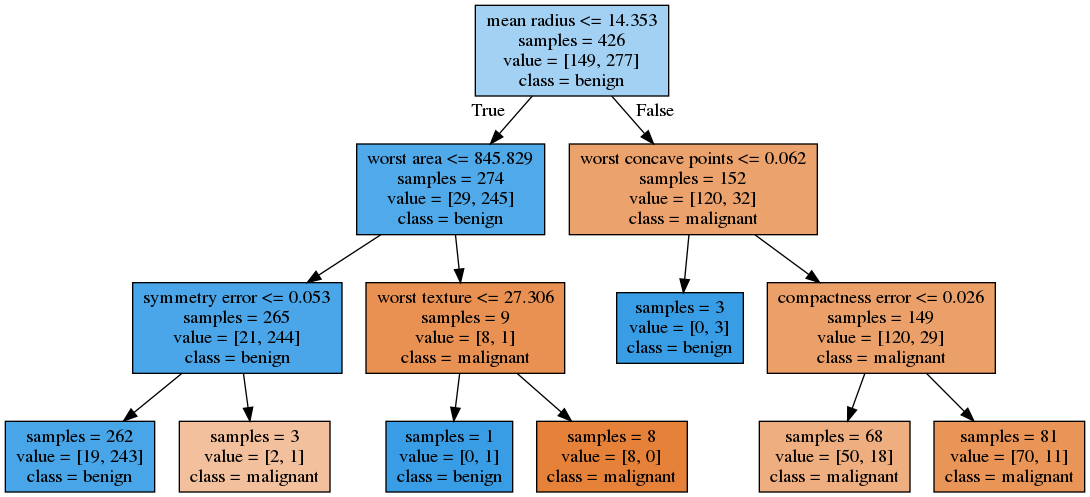 mean radius <= 14.353
samples = 426
value = [149, 277]
class = benign
True
False
worst area <= 845.829
samples = 274
value = [29, 245]
class = benign
worst concave points <= 0.062
samples = 152
value = [120, 32]
class = malignant
symmetry error <= 0.053
samples = 265
value = [21, 244]
class = benign
worst texture <= 27.306
samples = 9
value = [8, 1]
class = malignant
samples = 3
value = [0, 3]
class = benign
compactness error <= 0.026
samples = 149
value = [120, 29]
class = malignant
samples = 262
value = [19, 243]
class = benign
samples = 3
value = [2, 1]
class = malignant
samples = 1
value = [0, 1]
class = benign
samples = 8
value = [8, 0]
class = malignant
samples = 68
value = [50, 18]
class = malignant
samples = 81
value = [70, 11]
class = malignant